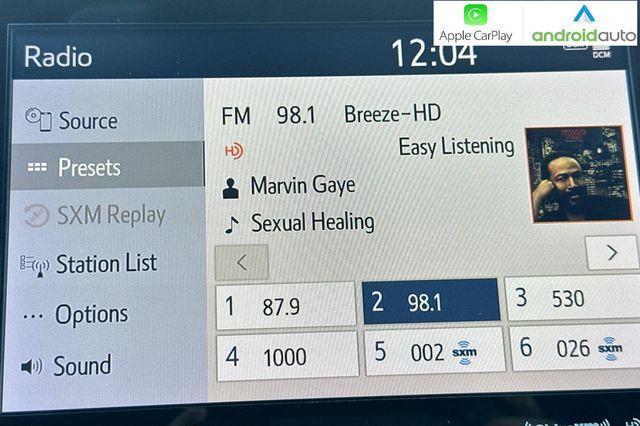 Apple CarPlay
androidauto
Radio
12:04
DCM
Source
Presets
SXM Replay
Station List
Options
Sound
FM 98.1 Breeze-HD
HD
Easy Listening
Marvin Gaye
Sexual Healing
<
>
1 87.9
2 98.1
3 530
4 1000
5 002 sxm
6 026 sxm